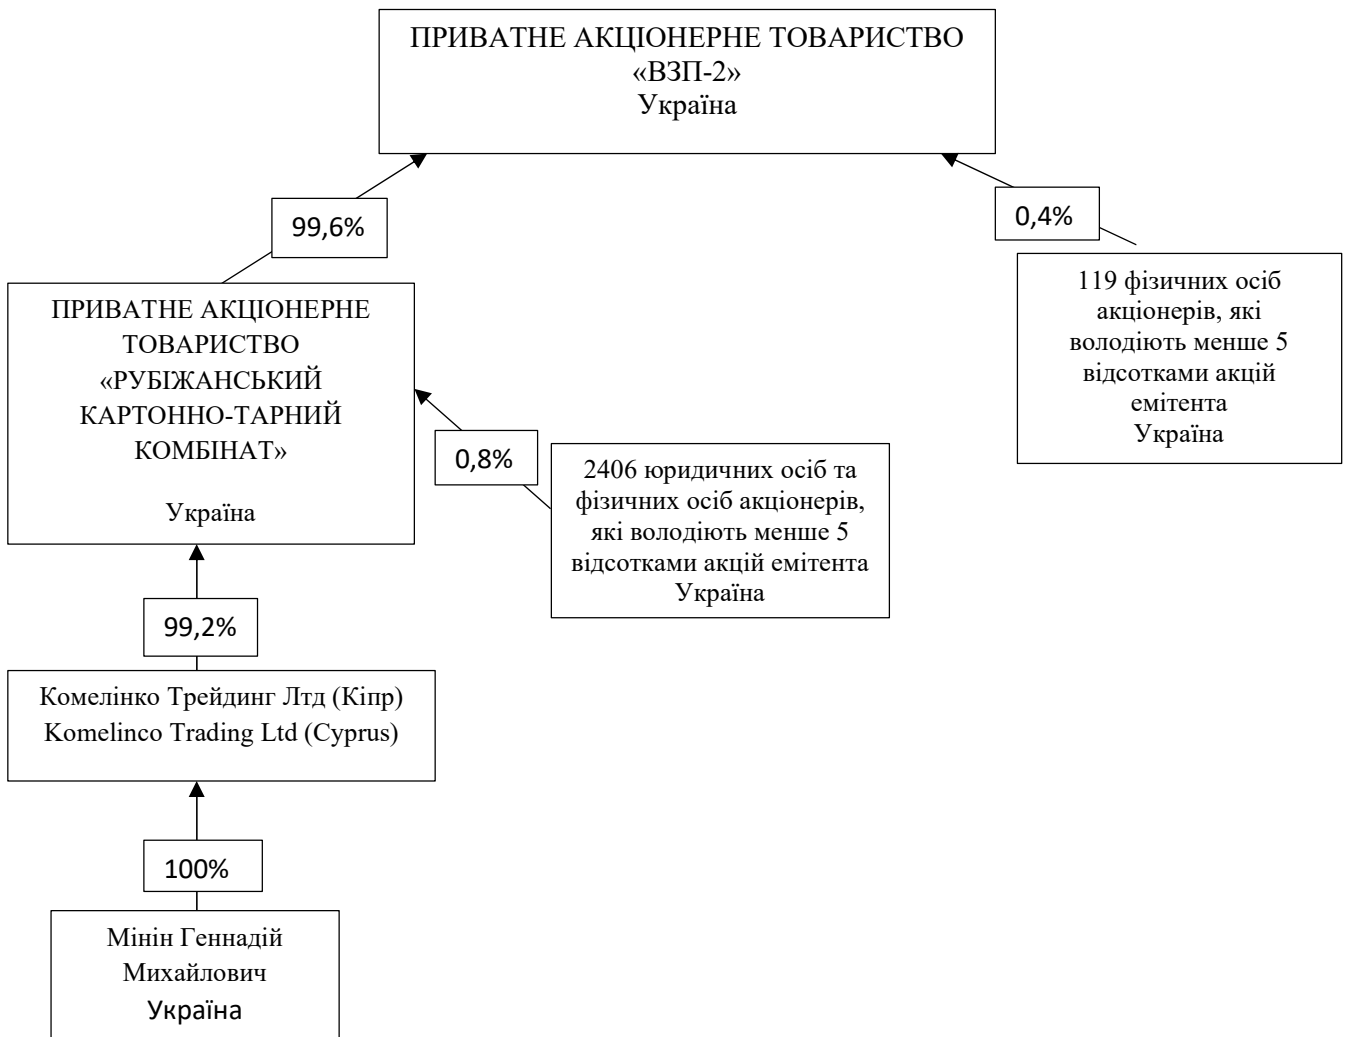 ПРИВАТНЕ АКЦІОНЕРНЕ ТОВАРИСТВО
«ВЗП-2»
Україна
99,6%
0,4%
ПРИВАТНЕ АКЦІОНЕРНЕ
ТОВАРИСТВО
«РУБІЖАНСЬКИЙ
КАРТОННО-ТАРНИЙ
КОМБІНАТ»
Україна
119 фізичних осіб
акціонерів, які
володіють менше 5
відсотками акцій
емітента
Україна
0,8%
2406 юридичних осіб та
фізичних осіб акціонерів,
які володіють менше 5
відсотками акцій емітента
Україна
99,2%
Комелінко Трейдинг Лтд (Кіпр)
Komelinco Trading Ltd (Cyprus)
100%
Мінін Геннадій
Михайлович
Україна